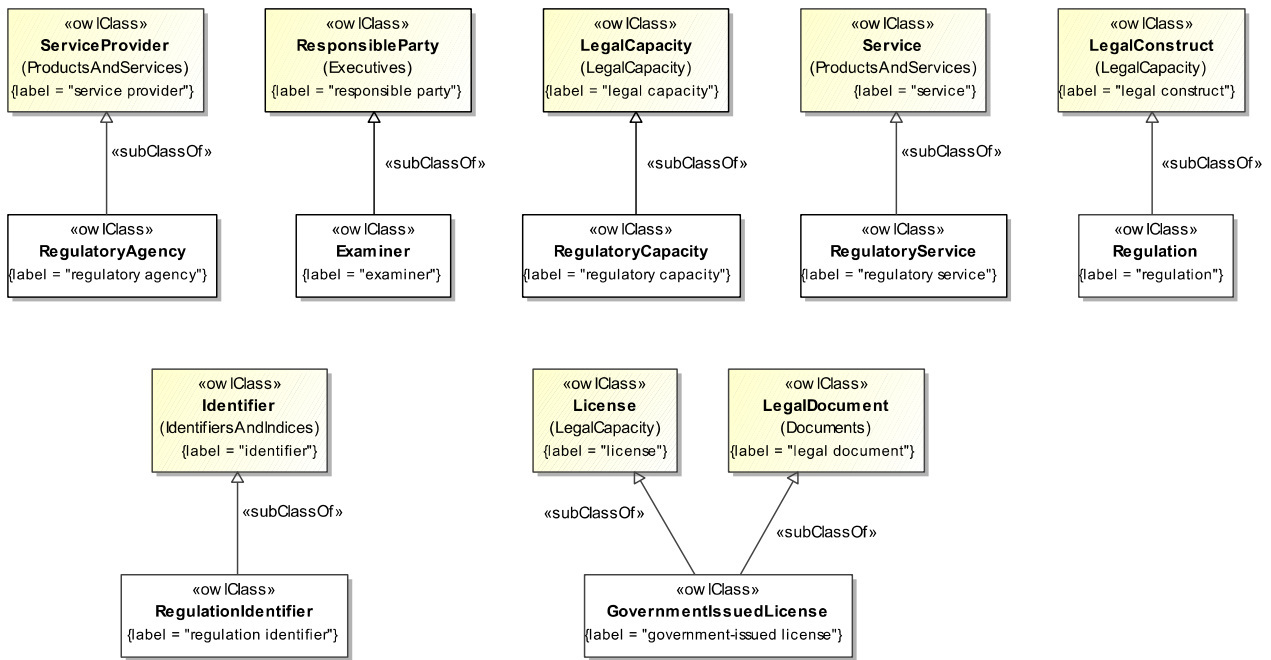 «owlClass»
ServiceProvider
(ProductsAndServices)
{label = "service provider"}
«owlClass»
ResponsibleParty
(Executives)
{label = "responsible party"}
«owlClass»
LegalCapacity
(LegalCapacity)
{label = "legal capacity"}
«owlClass»
Service
(ProductsAndServices)
{label = "service"}
«owlClass»
LegalConstruct
(LegalCapacity)
{label = "legal construct"}
«subClassOf»
«subClassOf»
«subClassOf»
«subClassOf»
«subClassOf»
«owlClass»
RegulatoryAgency
{label = "regulatory agency"}
«owlClass»
Examiner
{label = "examiner"}
«owlClass»
RegulatoryCapacity
{label = "regulatory capacity"}
«owlClass»
RegulatoryService
{label = "regulatory service"}
«owlClass»
Regulation
{label = "regulation"}
«owlClass»
Identifier
(IdentifiersAndIndices)
{label = "identifier"}
«owlClass»
License
(LegalCapacity)
{label = "license"}
«owlClass»
LegalDocument
(Documents)
{label = "legal document"}
«subClassOf»
«subClassOf»
«subClassOf»
«owlClass»
RegulationIdentifier
{label = "regulation identifier"}
«owlClass»
GovernmentIssuedLicense
{label = "government-issued license"}